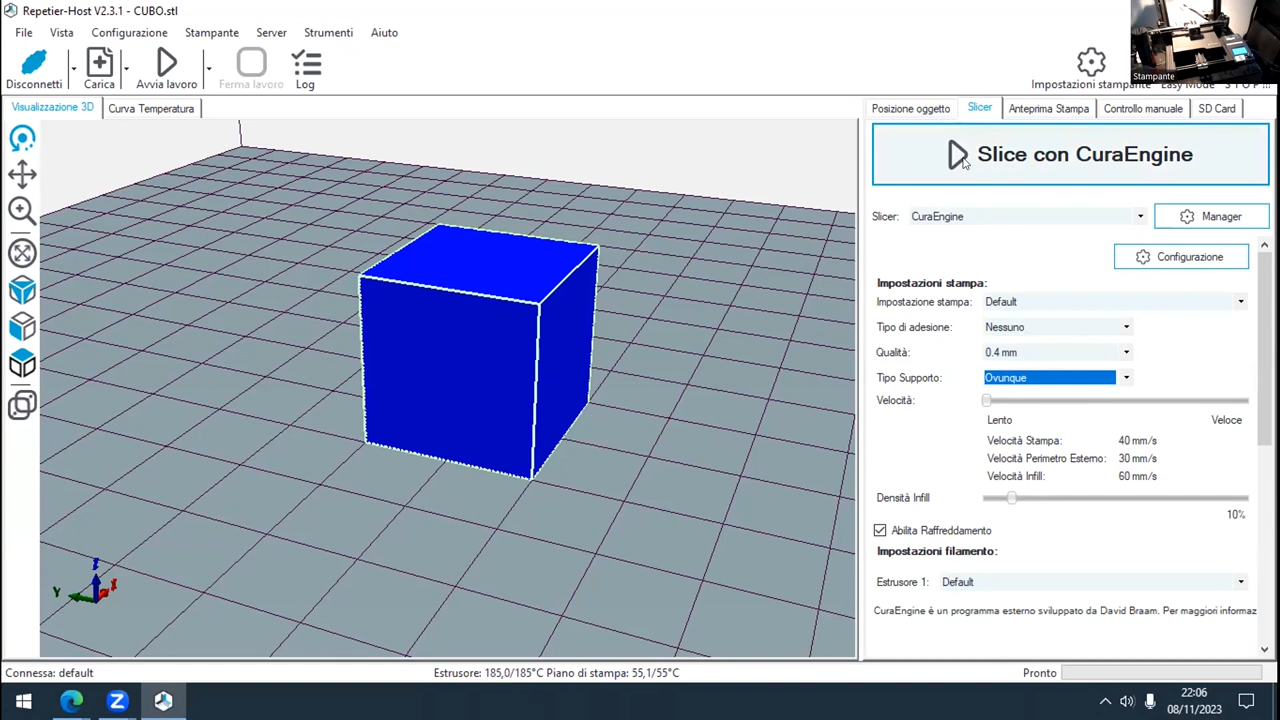 Repetier-Host V2.3.1 - CUBO.stl
File Vista Configurazione Stampante Server Strumenti Aiuto
Disconnetti Carica Avvia lavoro Ferma lavoro Log
Impostazioni stampante Easy Mode
Stampante
Visualizzazione 3D Curva Temperatura
Posizione oggetto Slicer Anteprima Stampa Controllo manuale SD Card
Slice con CuraEngine
Slicer: CuraEngine Manager
Configurazione
Impostazioni stampa:
Impostazione stampa: Default
Tipo di adesione: Nessuno
Qualità: 0.4 mm
Tipo Supporto: Ovunque
Velocità:
Lento Veloce
Velocità Stampa: 40 mm/s
Velocità Perimetro Esterno: 30 mm/s
Velocità Infill: 60 mm/s
Densità Infill
10%
Abilita Raffreddamento
Impostazioni filamento:
Estrusore 1: Default
CuraEngine è un programma esterno sviluppato da David Braam. Per maggiori informaz
Z
Y X
Connessa: default Estrusore: 185,0/185°C Piano di stampa: 55,1/55°C Pronto
22:06
08/11/2023